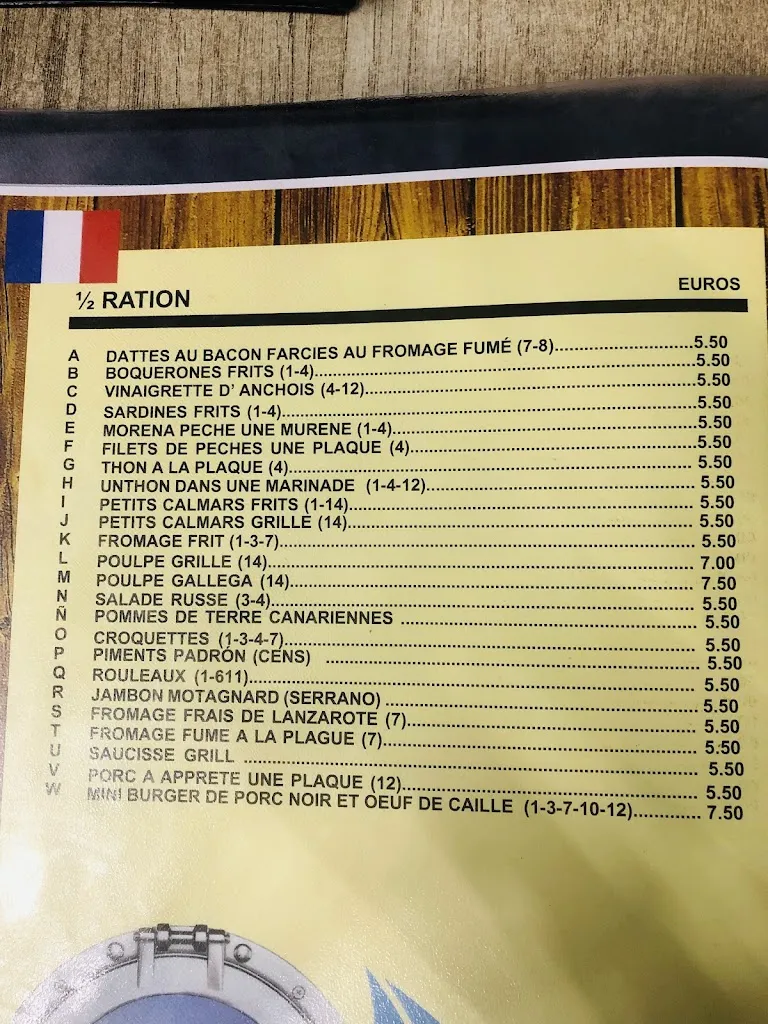 ½ RATION EUROS
A DATTES AU BACON FARCIES AU FROMAGE FUMÉ (7-8)..............................5.50
B BOQUERONES FRITS (1-4)..............................5.50
C VINAIGRETTE D' ANCHOIS (4-12)..............................5.50
D SARDINES FRITS (1-4)..............................5.50
E MORENA PECHE UNE MURENE (1-4)..............................5.50
F FILETS DE PECHES UNE PLAQUE (4)..............................5.50
G THON A LA PLAQUE (4)..............................5.50
H UNTHON DANS UNE MARINADE (1-4-12)..............................5.50
I PETITS CALMARS FRITS (1-14)..............................5.50
J PETITS CALMARS GRILLE (14)..............................5.50
K FROMAGE FRIT (1-3-7)..............................5.50
L POULPE GRILLE (14)..............................7.00
M POULPE GALLEGA (14)..............................7.50
N SALADE RUSSE (3-4)..............................5.50
Ñ POMMES DE TERRE CANARIENNES ..............................5.50
O CROQUETTES (1-3-4-7)..............................5.50
P PIMENTS PADRÓN (CENS) ..............................5.50
Q ROULEAUX (1-611)..............................5.50
R JAMBON MOTAGNARD (SERRANO) ..............................5.50
S FROMAGE FRAIS DE LANZAROTE (7)..............................5.50
T FROMAGE FUME A LA PLAGUE (7)..............................5.50
U SAUCISSE GRILL ..............................5.50
V PORC A APPRETE UNE PLAQUE (12)..............................5.50
W MINI BURGER DE PORC NOIR ET OEUF DE CAILLE (1-3-7-10-12)............. 7.50